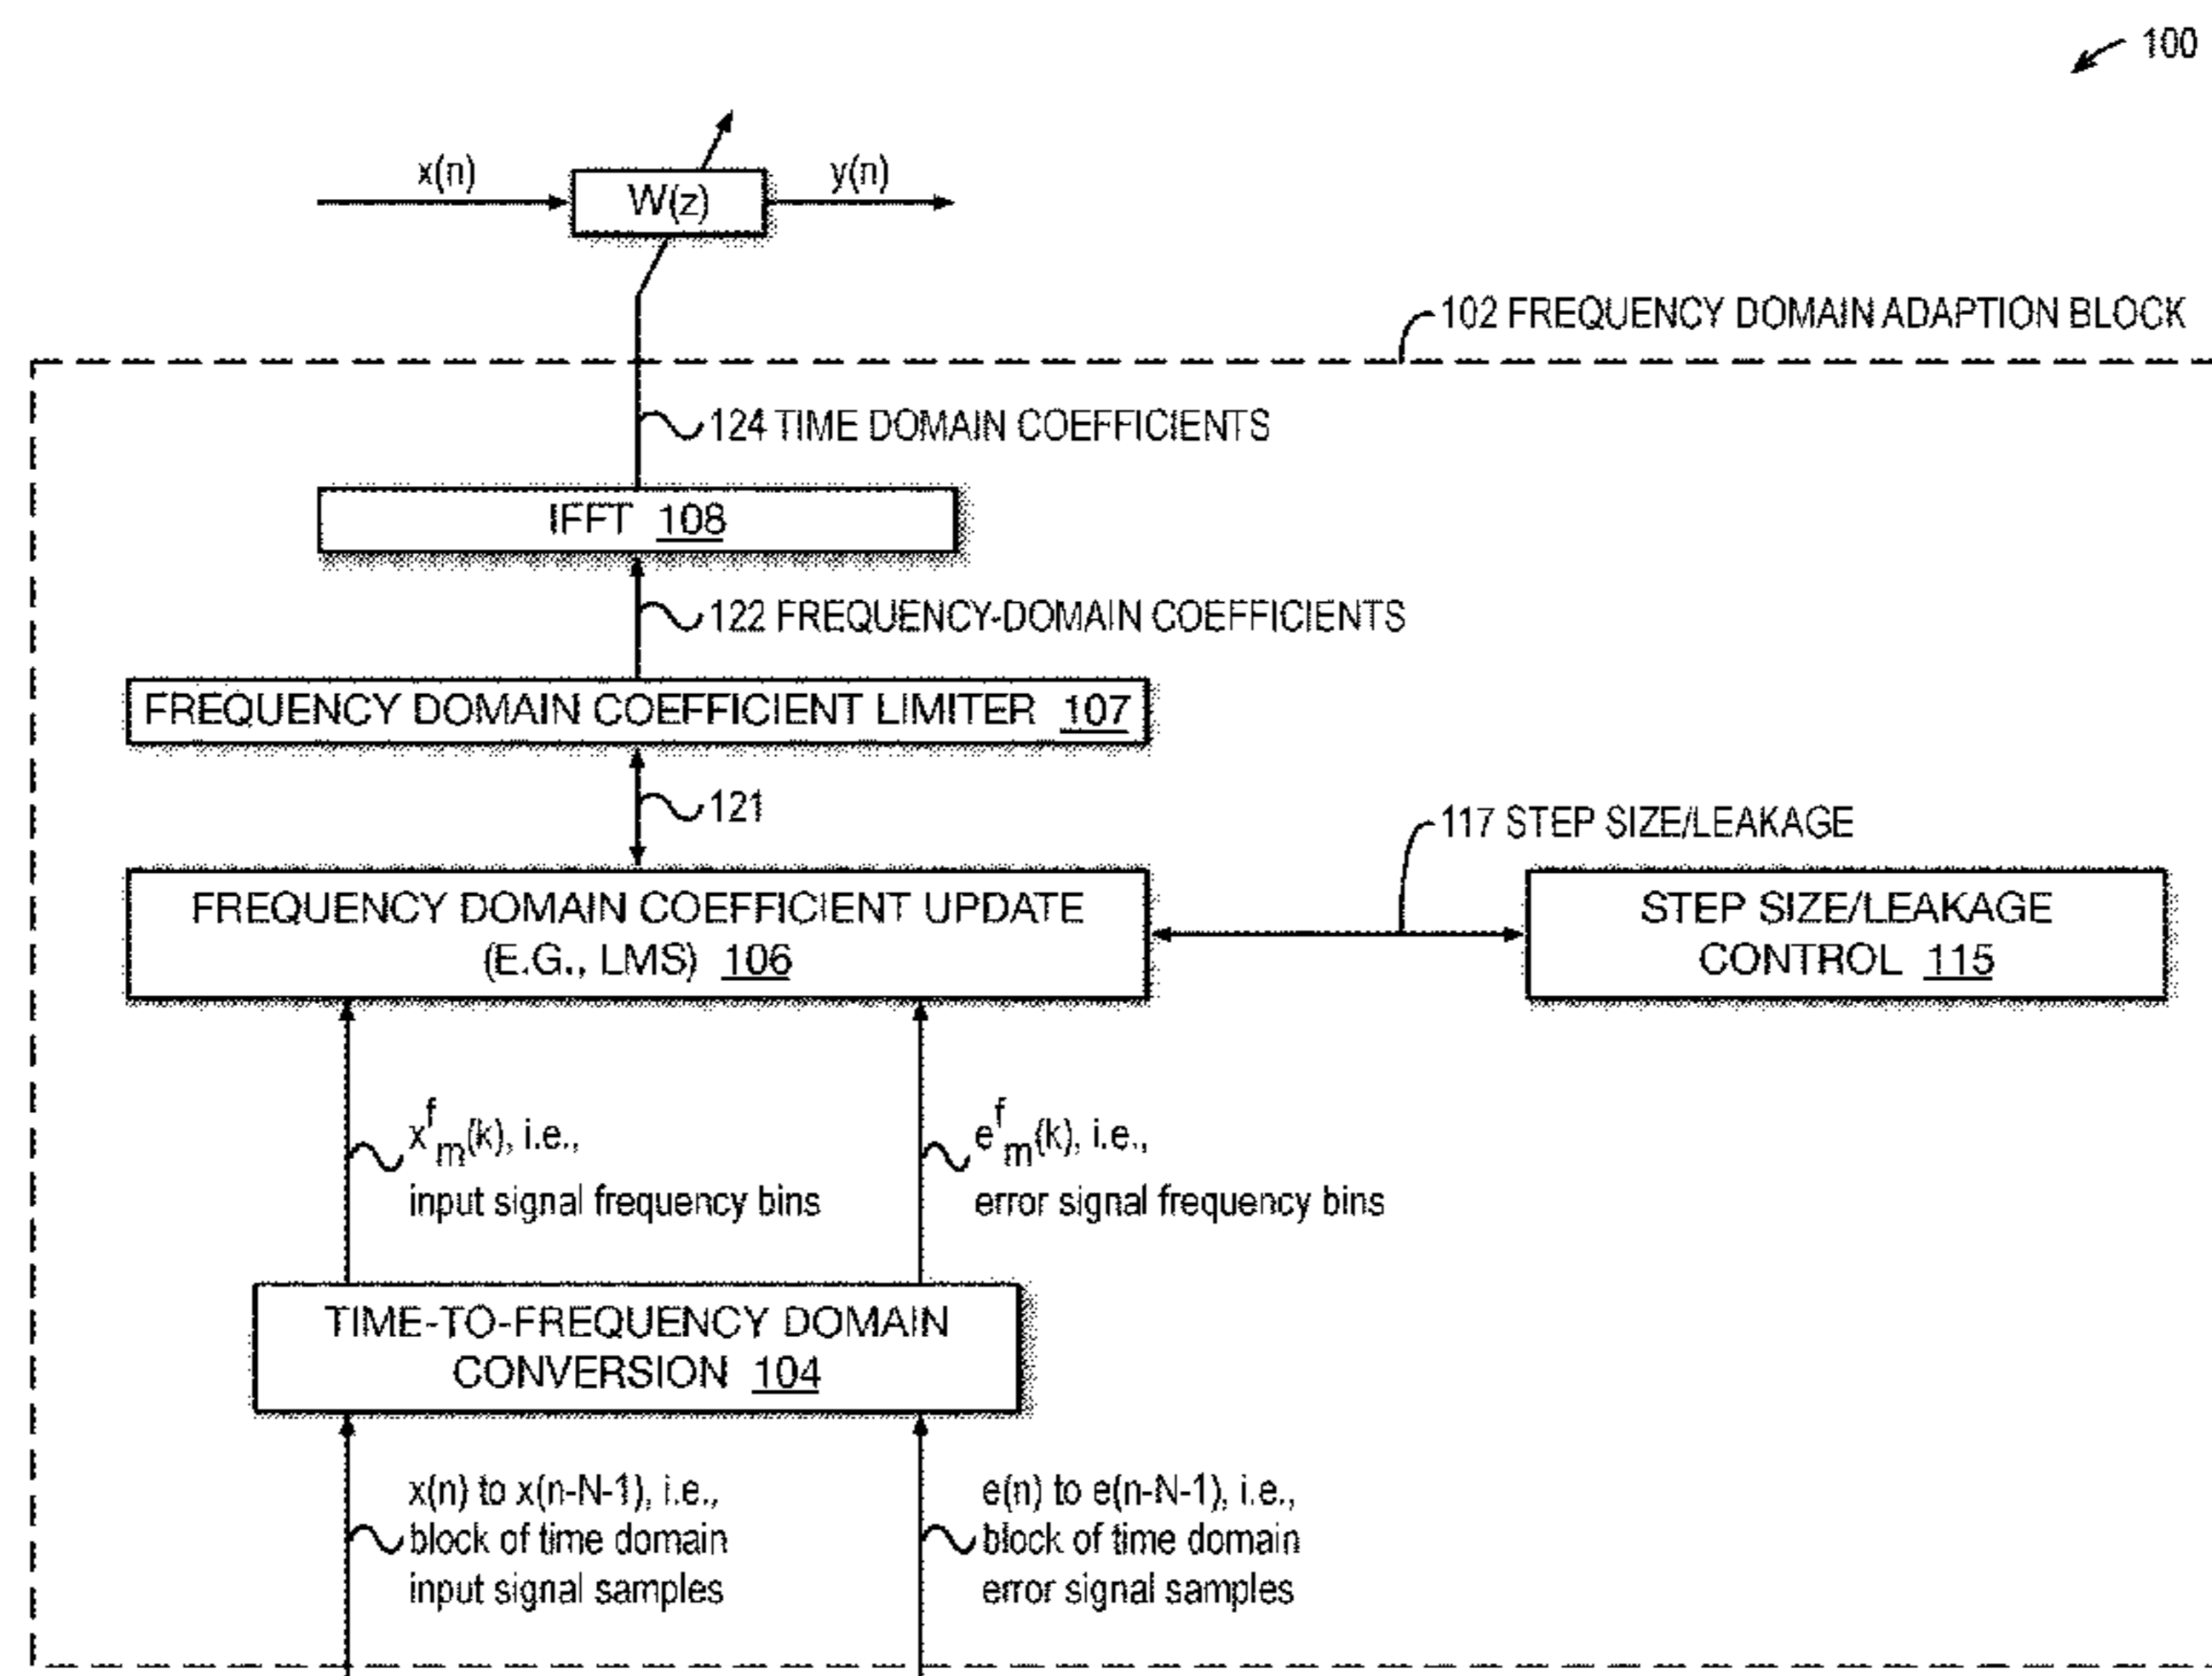 100
x(n)
W(z)
y(n)
102 FREQUENCY DOMAIN ADAPTION BLOCK
124 TIME DOMAIN COEFFICIENTS
IFFT 108
122 FREQUENCY-DOMAIN COEFFICIENTS
FREQUENCY DOMAIN COEFFICIENT LIMITER 107
121
117 STEP SIZE/LEAKAGE
FREQUENCY DOMAIN COEFFICIENT UPDATE
(E.G., LMS) 106
STEP SIZE/LEAKAGE
CONTROL 115
x^f_m(k), i.e.,
input signal frequency bins
e^f_m(k), i.e.,
error signal frequency bins
TIME-TO-FREQUENCY DOMAIN
CONVERSION 104
x(n) to x(n-N-1), i.e.,
block of time domain
input signal samples
e(n) to e(n-N-1), i.e.,
block of time domain
error signal samples